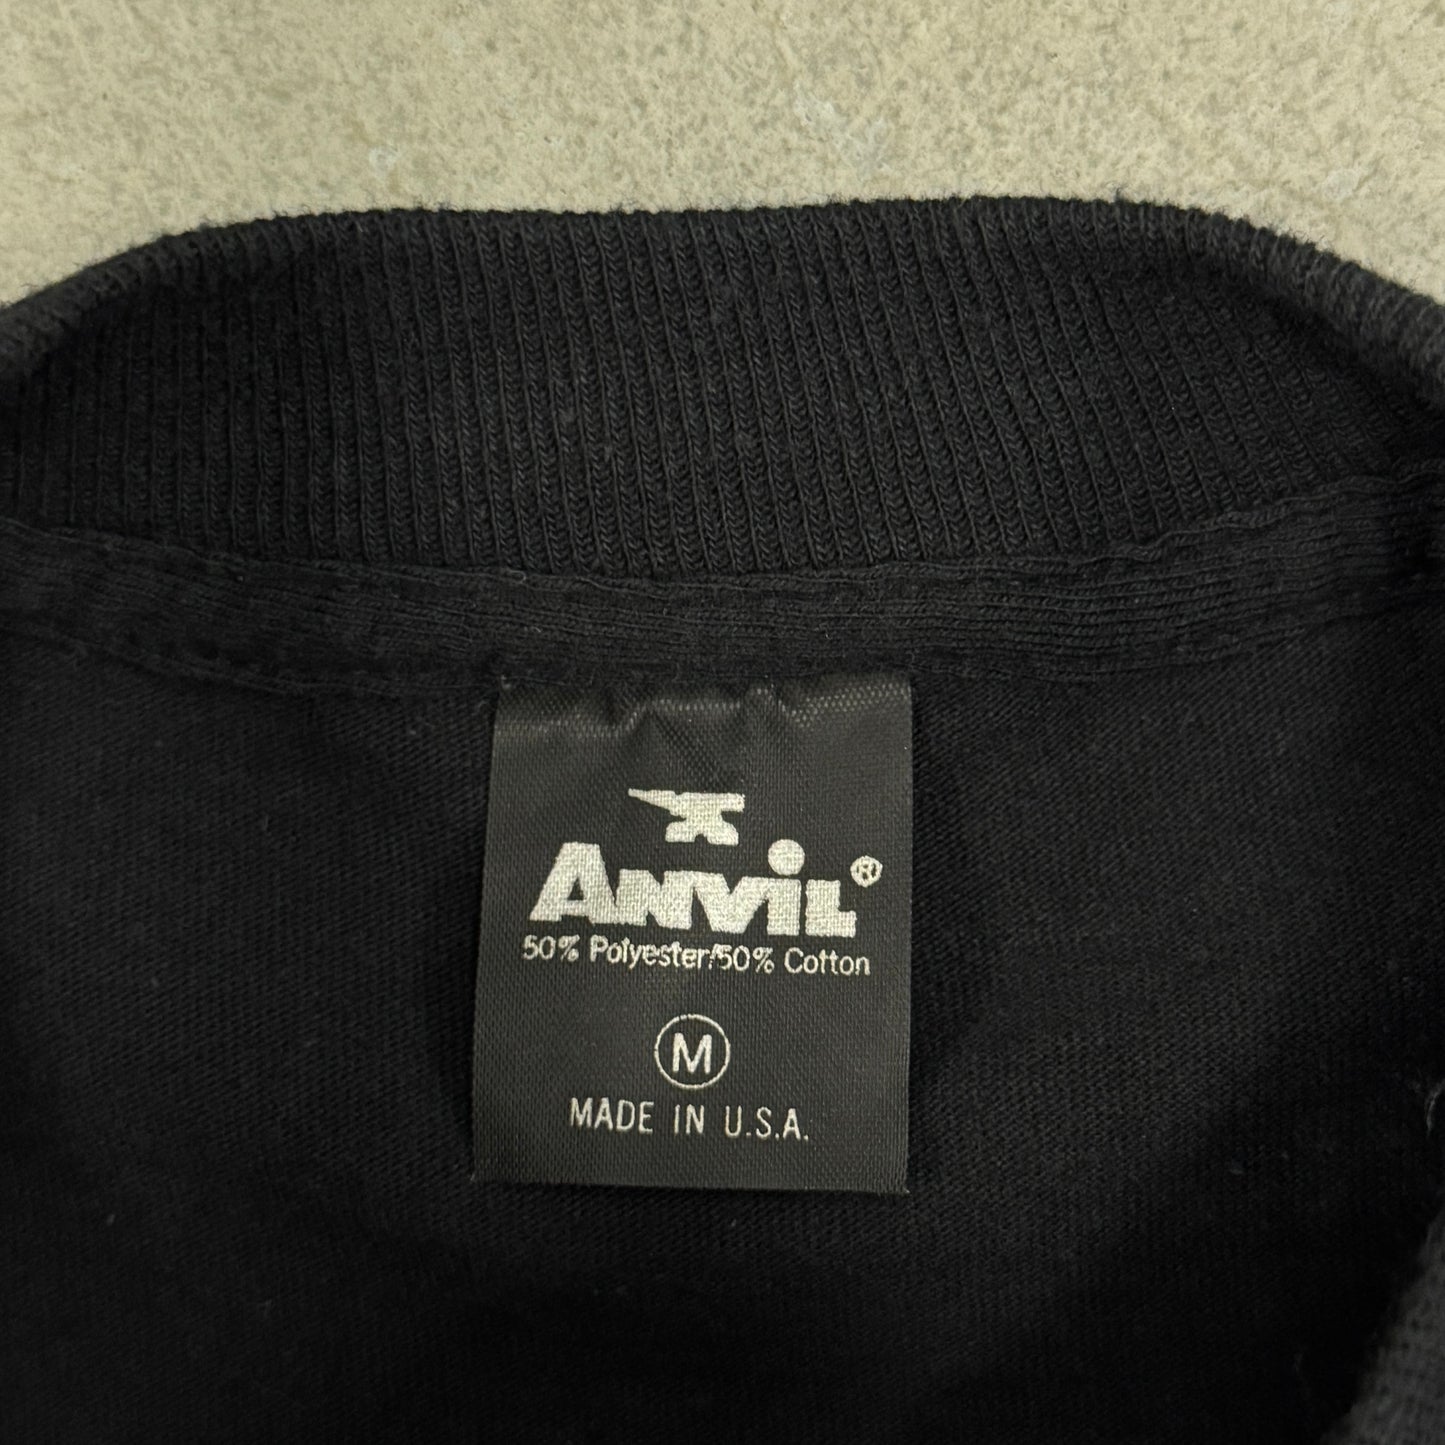 ANViL®
50% Polyester/50% Cotton
M
MADE IN U.S.A.